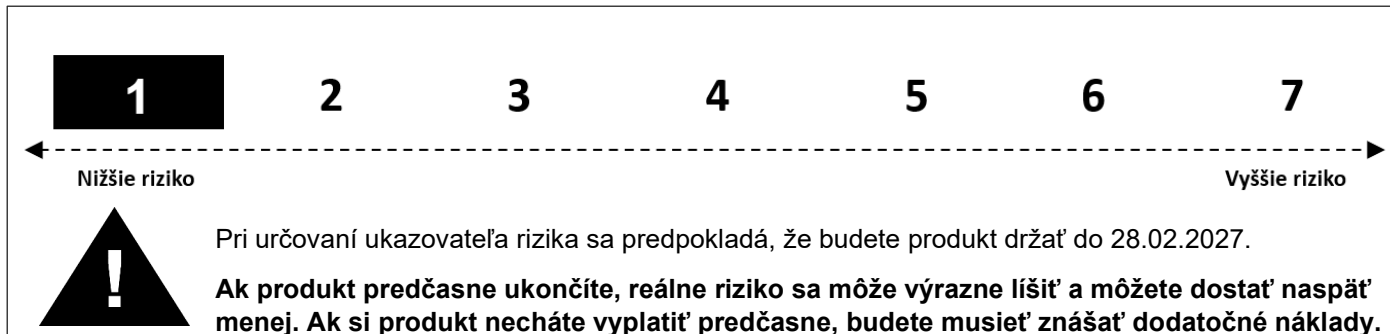 1 2 3 4 5 6 7
Nižšie riziko Vyššie riziko
!
Pri určovaní ukazovateľa rizika sa predpokladá, že budete produkt držať do 28.02.2027.
Ak produkt predčasne ukončíte, reálne riziko sa môže výrazne líšiť a môžete dostať naspäť
menej. Ak si produkt necháte vyplatiť predčasne, budete musieť znášať dodatočné náklady.